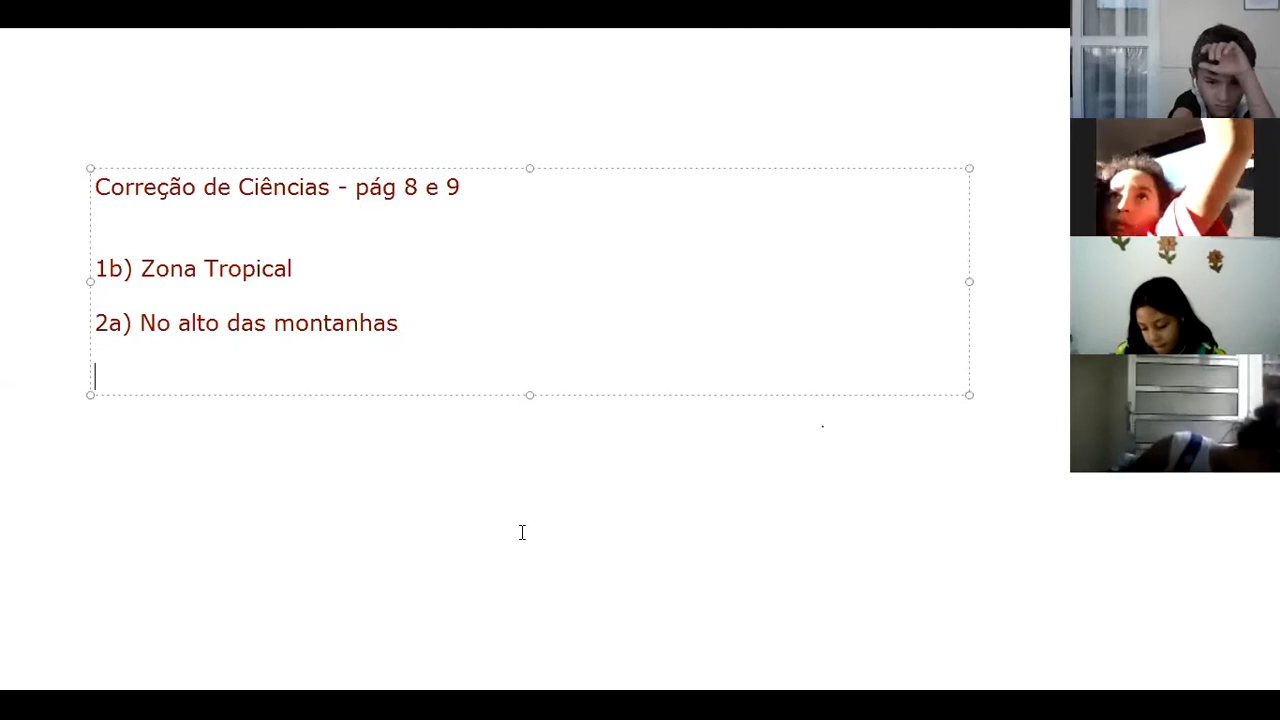 Correção de Ciências - pág 8 e 9
1b) Zona Tropical
2a) No alto das montanhas